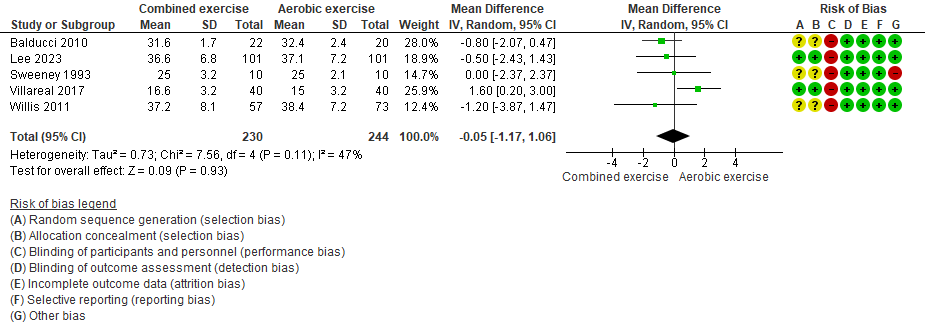 Combined exercise Aerobic exercise Mean Difference Mean Difference Risk of Bias
Study or Subgroup Mean SD Total Mean SD Total Weight IV, Random, 95% CI IV, Random, 95% CI A B C D E F G
Balducci 2010 31.6 1.7 22 32.4 2.4 20 28.0% -0.80 [-2.07, 0.47] ? ? − + + + +
Lee 2023 36.6 6.8 101 37.1 7.2 101 18.9% -0.50 [-2.43, 1.43] + + − + + + +
Sweeney 1993 25 3.2 10 25 2.1 10 14.7% 0.00 [-2.37, 2.37] ? ? − + + + −
Villareal 2017 16.6 3.2 40 15 3.2 40 25.9% 1.60 [0.20, 3.00] + + − + + + +
Willis 2011 37.2 8.1 57 38.4 7.2 73 12.4% -1.20 [-3.87, 1.47] ? ? − + + + +
Total (95% CI) 230 244 100.0% -0.05 [-1.17, 1.06]
Heterogeneity: Tau² = 0.73; Chi² = 7.56, df = 4 (P = 0.11); I² = 47%
Test for overall effect: Z = 0.09 (P = 0.93)
-4 -2 0 2 4
Combined exercise Aerobic exercise
Risk of bias legend
(A) Random sequence generation (selection bias)
(B) Allocation concealment (selection bias)
(C) Blinding of participants and personnel (performance bias)
(D) Blinding of outcome assessment (detection bias)
(E) Incomplete outcome data (attrition bias)
(F) Selective reporting (reporting bias)
(G) Other bias